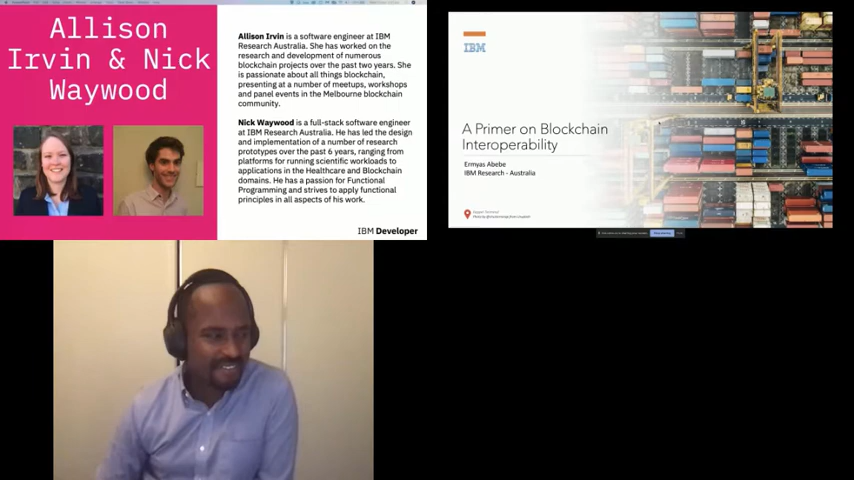 Allison
Irvin & Nick
Waywood
Allison Irvin is a software engineer at IBM
Research Australia. She has worked on the
research and development of numerous
blockchain projects over the past two years. She
is passionate about all things blockchain,
presenting at a number of meetups, workshops
and panel events in the Melbourne blockchain
community.
Nick Waywood is a full-stack software engineer
at IBM Research Australia. He has led the design
and implementation of a number of research
prototypes over the past 6 years, ranging from
platforms for running scientific workloads to
applications in the Healthcare and Blockchain
domains. He has a passion for Functional
Programming and strives to apply functional
principles in all aspects of his work.
IBM Developer
IBM
A Primer on Blockchain
Interoperability
Ermyas Abebe
IBM Research - Australia